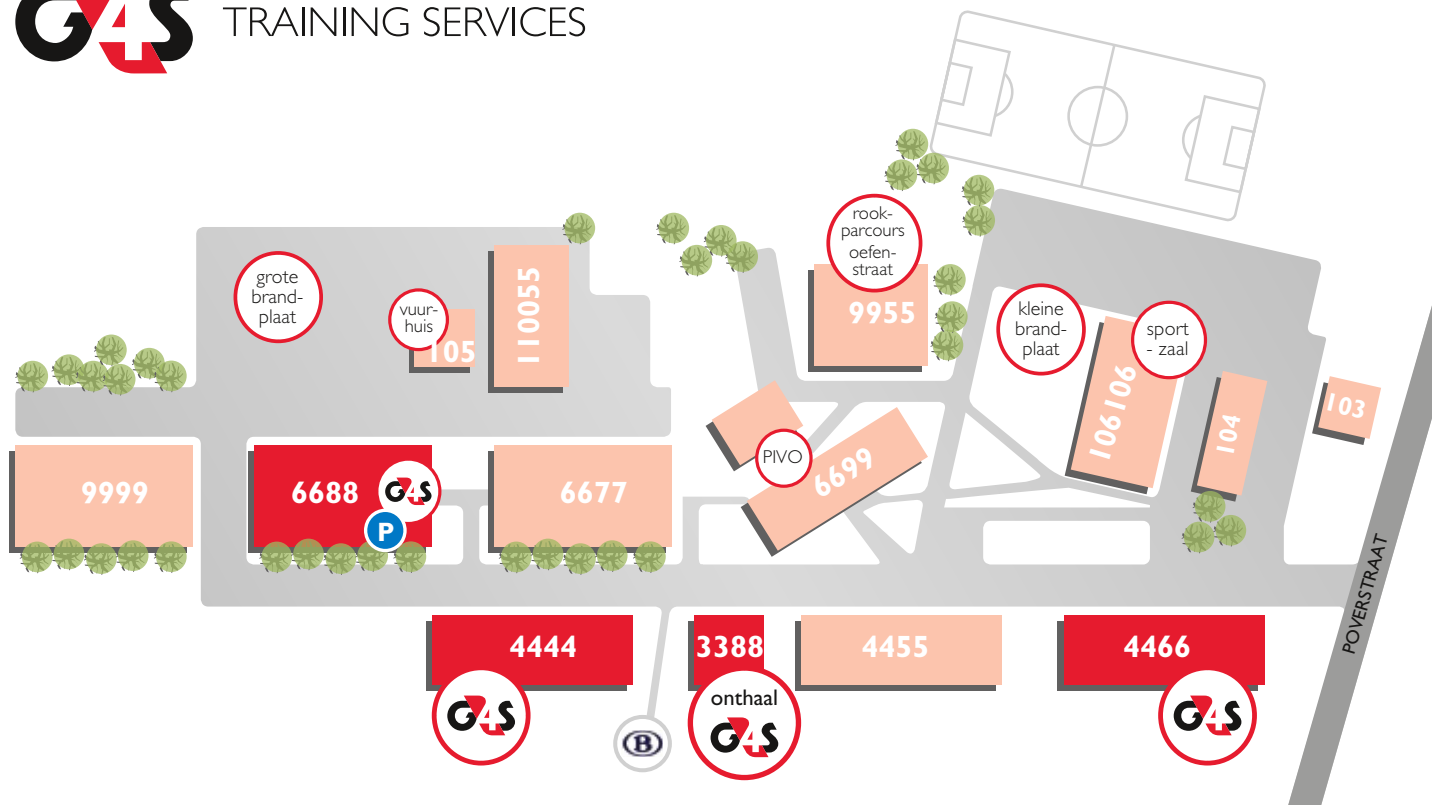 G4S TRAINING SERVICES
rook-
parcours
oefen-
straat
grote
brand-
plaat
vuur-
huis
105
110055
9955
kleine
brand-
plaat
sport
- zaal
106106
104
103
PIVO
6699
9999
6688
G4S
P
6677
POVERSTRAAT
4444
G4S
3388
onthaal
G4S
4455
4466
G4S
B